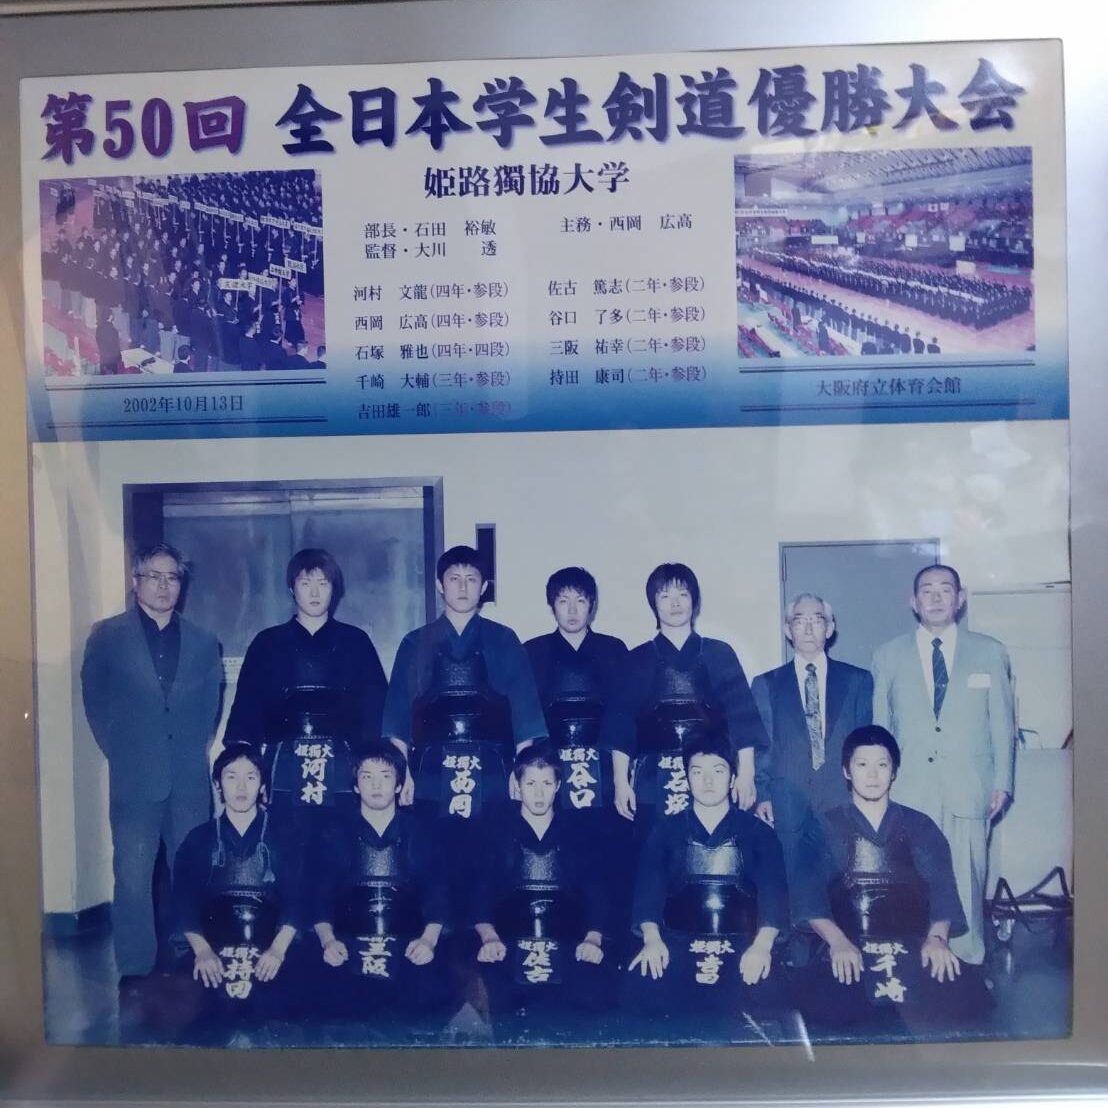 第50回 全日本学生剣道優勝大会
姫路獨協大学
部長・石田 裕敏
監督・大川 透
主務・西岡 広高
河村 文龍(四年・参段)
西岡 広高(四年・参段)
石塚 雅也(四年・四段)
千崎 大輔(三年・参段)
吉田雄一郎(二年・参段)
佐古 篤志(二年・参段)
谷口 了多(二年・参段)
三阪 祐幸(二年・参段)
持田 康司(二年・参段)
2002年10月13日
大阪府立体育会館
姫獨大
河村
姫獨大
西岡
姫獨大
谷口
姫獨大
石塚
姫獨大
持田
三阪
姫獨大
佐古
姫獨大
姫獨大
千崎